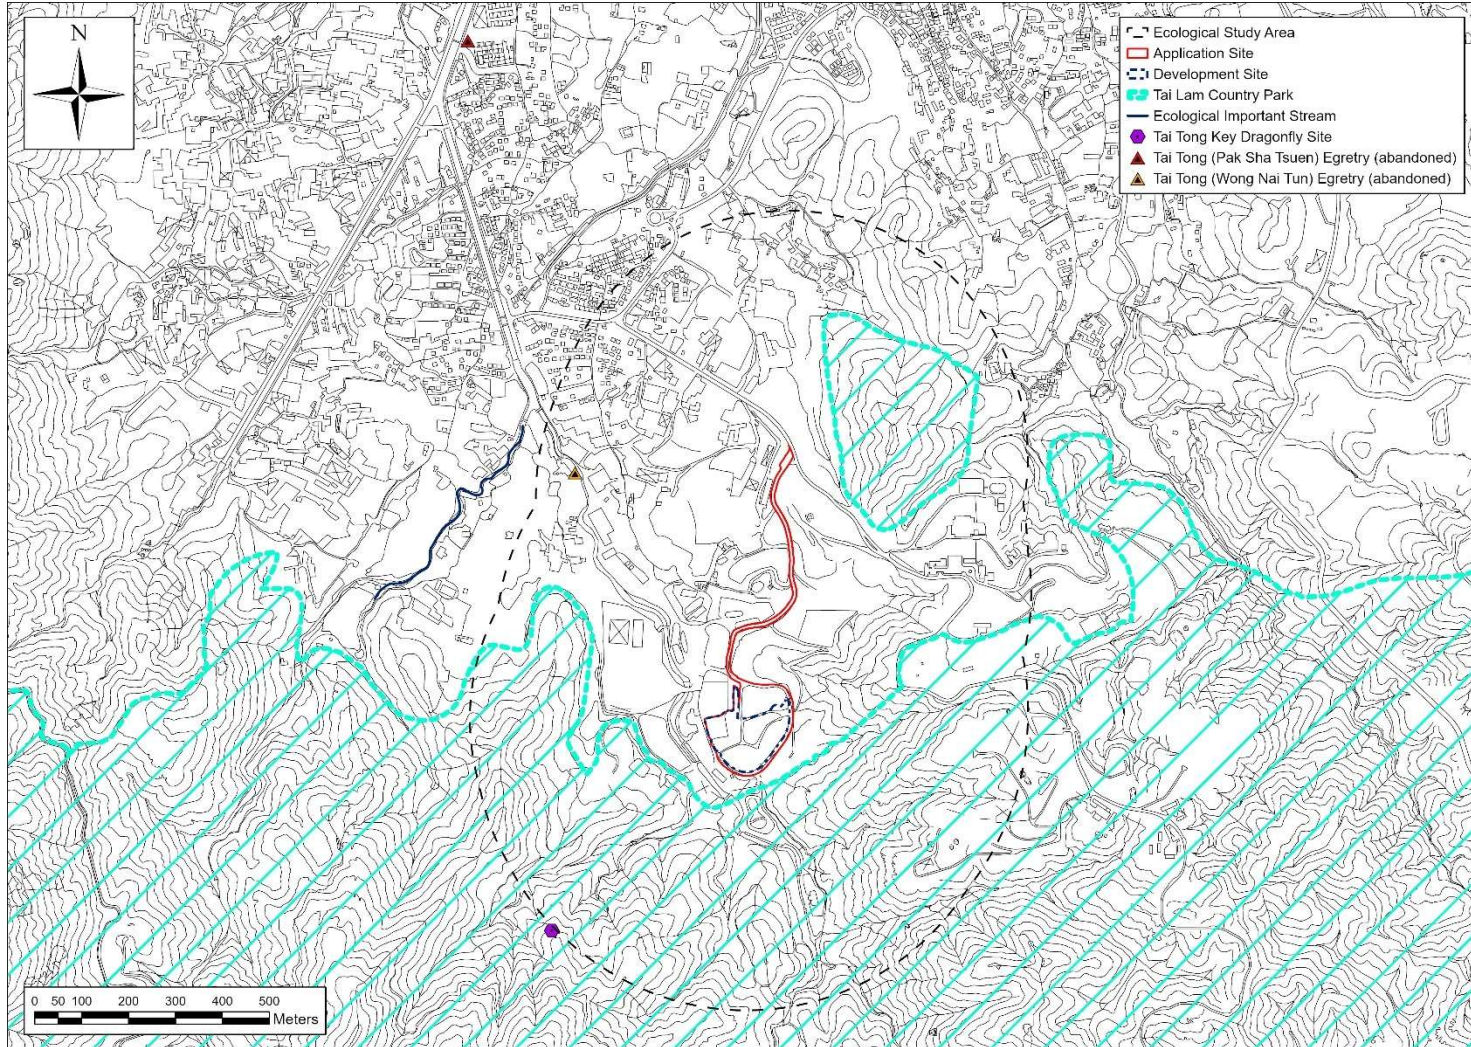 N
Ecological Study Area
Application Site
Development Site
Tai Lam Country Park
Ecological Important Stream
Tai Tong Key Dragonfly Site
Tai Tong (Pak Sha Tsuen) Egretry (abandoned)
Tai Tong (Wong Nai Tun) Egretry (abandoned)
0 50 100 200 300 400 500
Meters